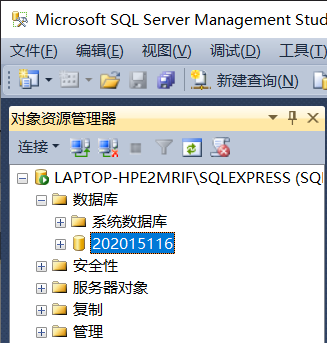 Microsoft SQL Server Management Stud
文件(F) 编辑(E) 视图(V) 调试(D) 工具(T
新建查询(N)
对象资源管理器
连接
LAPTOP-HPE2MRIF\SQLEXPRESS (SQ
数据库
系统数据库
202015116
安全性
服务器对象
复制
管理